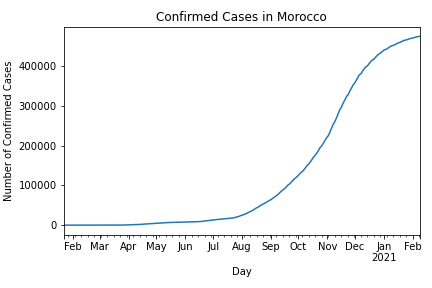 Confirmed Cases in Morocco
Number of Confirmed Cases
400000
300000
200000
100000
0
Feb Mar Apr May Jun Jul Aug Sep Oct Nov Dec Jan Feb
2021
Day